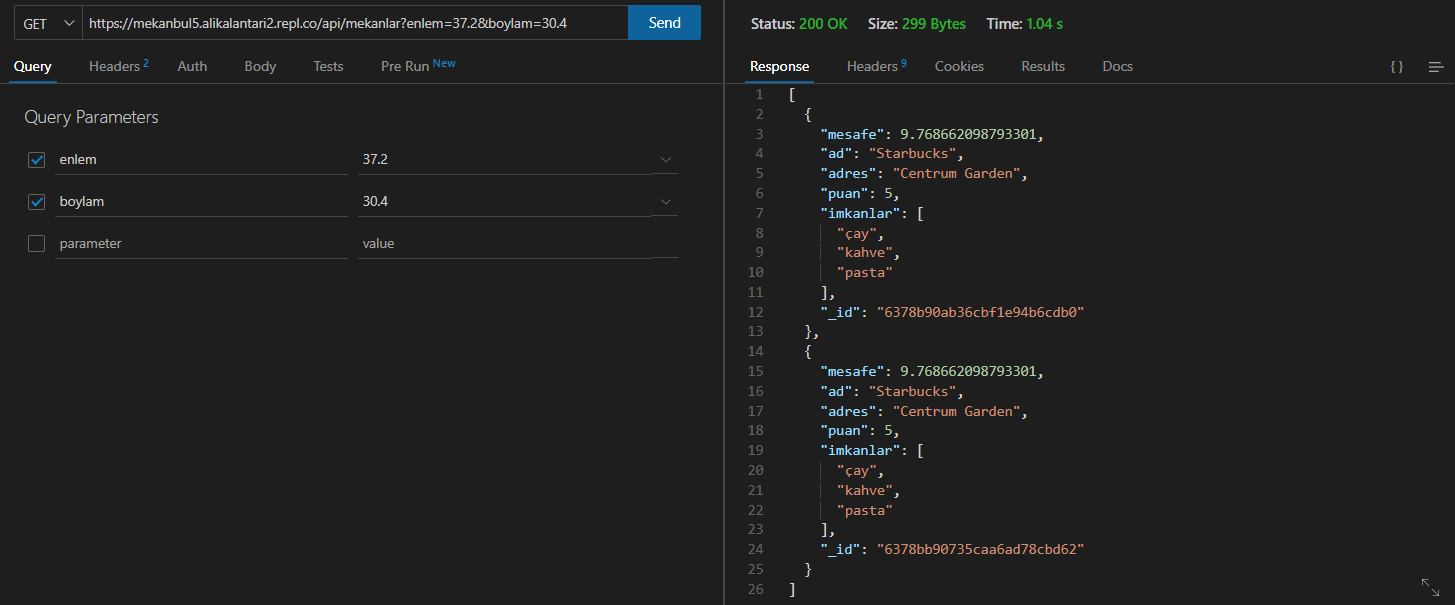 GET https://mekanbul5.alikalantari2.repl.co/api/mekanlar?enlem=37.2&boylam=30.4 Send
Query Headers 2 Auth Body Tests Pre Run New
Query Parameters
enlem 37.2
boylam 30.4
parameter value
Status: 200 OK Size: 299 Bytes Time: 1.04 s
Response Headers 9 Cookies Results Docs { }
1 [
2 {
3 "mesafe": 9.768662098793301,
4 "ad": "Starbucks",
5 "adres": "Centrum Garden",
6 "puan": 5,
7 "imkanlar": [
8 "çay",
9 "kahve",
10 "pasta"
11 ],
12 "_id": "6378b90ab36cbf1e94b6cdb0"
13 },
14 {
15 "mesafe": 9.768662098793301,
16 "ad": "Starbucks",
17 "adres": "Centrum Garden",
18 "puan": 5,
19 "imkanlar": [
20 "çay",
21 "kahve",
22 "pasta"
23 ],
24 "_id": "6378bb90735caa6ad78cbd62"
25 }
26 ]